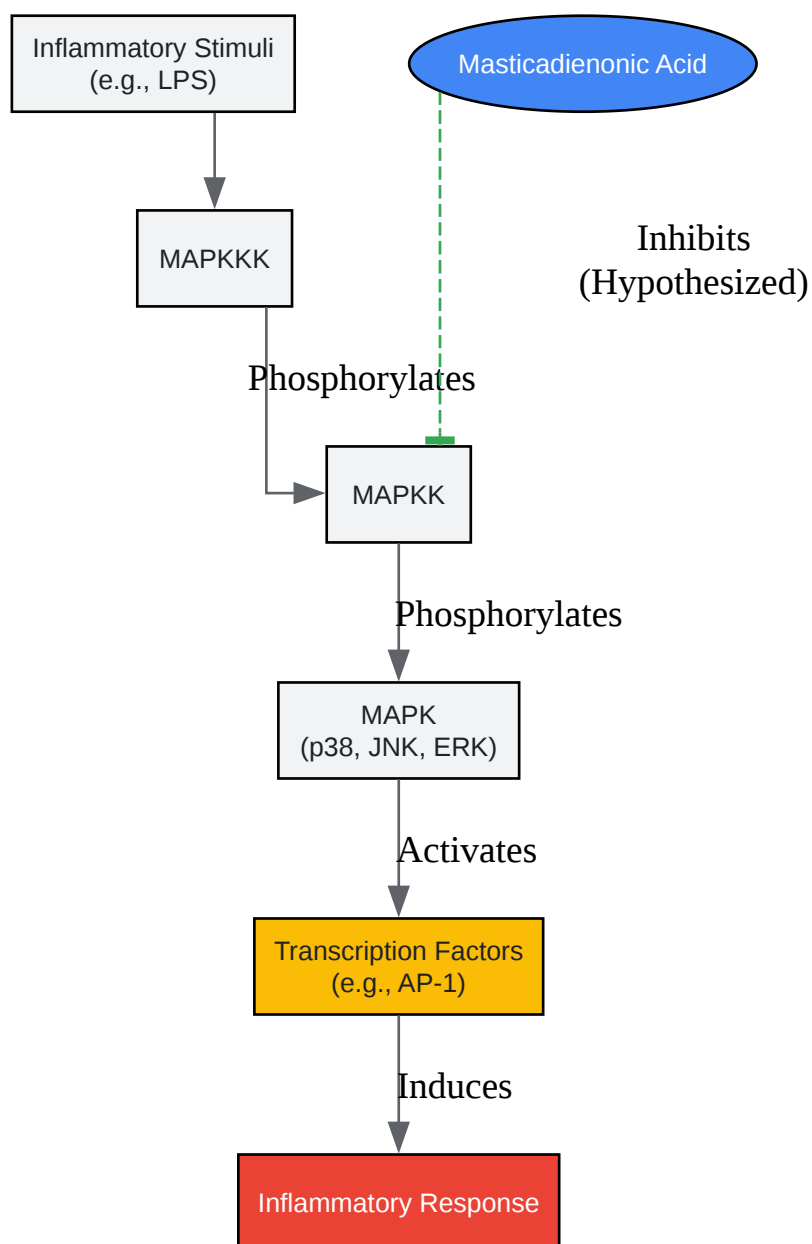 Inflammatory Stimuli
(e.g., LPS)
Masticadienonic Acid
MAPKKK
Inhibits
(Hypothesized)
Phosphorylates
MAPKK
Phosphorylates
MAPK
(p38, JNK, ERK)
Activates
Transcription Factors
(e.g., AP-1)
Induces
Inflammatory Response